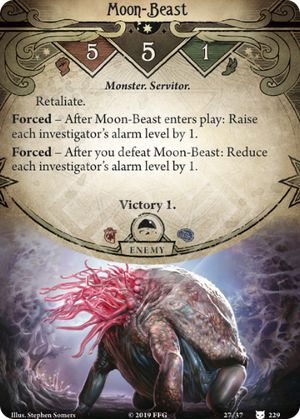 Moon-Beast
5 5 1
Monster. Servitor.
Retaliate.
Forced – After Moon-Beast enters play: Raise
each investigator's alarm level by 1.
Forced – After you defeat Moon-Beast: Reduce
each investigator's alarm level by 1.
Victory 1.
ENEMY
Illus. Stephen Somers
© 2019 FFG
27/37
229